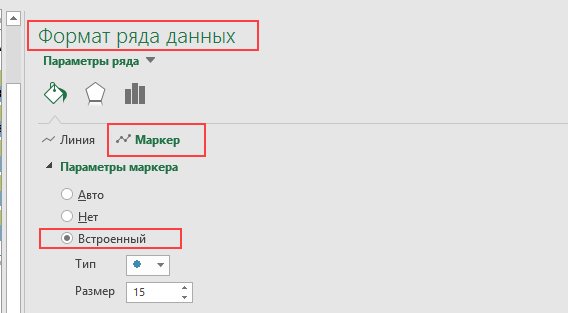 Формат ряда данных
Параметры ряда
Линия Маркер
Параметры маркера
Авто
Нет
Встроенный
Тип
Размер 15